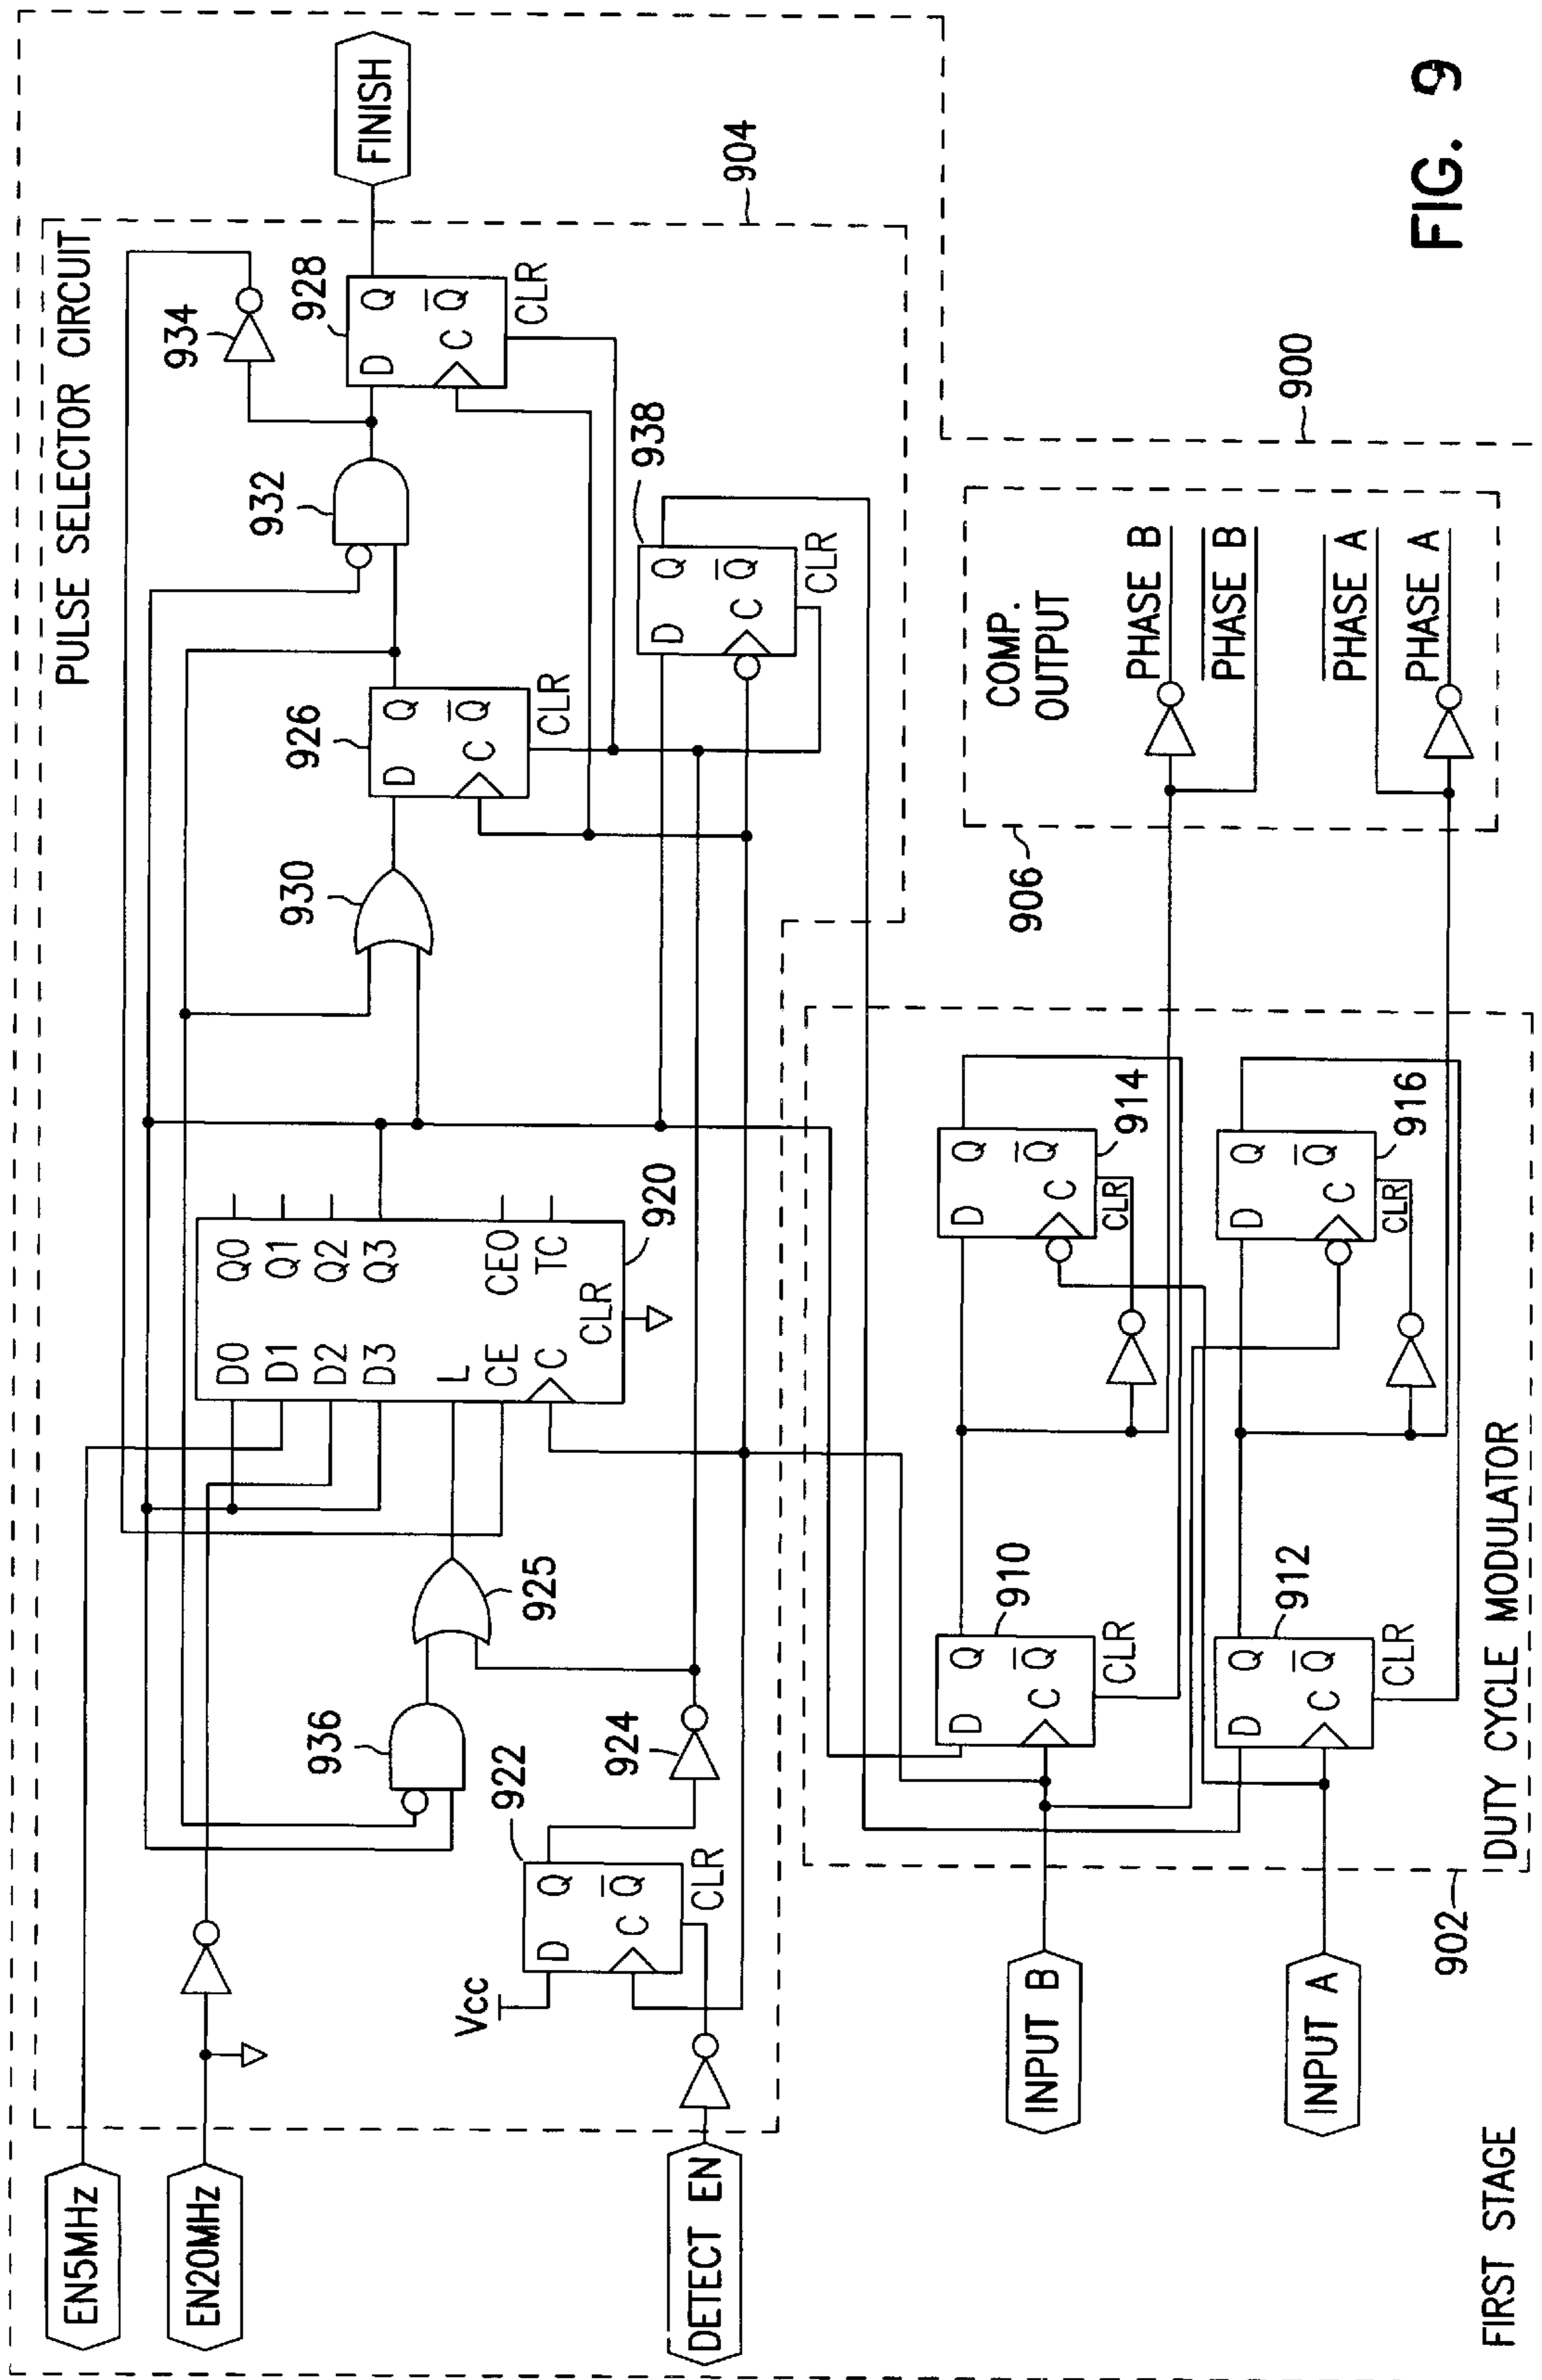 PULSE SELECTOR CIRCUIT
904
EN5MHz
EN20MHz
DETECT EN
Vcc
922
D Q
C Q̅
CLR
924
936
925
D0 Q0
D1 Q1
D2 Q2
D3 Q3
L
CE CEO
C TC
CLR
920
930
926
D Q
C Q̅
CLR
932
934
928
D Q
C Q̅
CLR
FINISH
938
D Q
C Q̅
CLR
INPUT B
INPUT A
910
D Q
C Q̅
CLR
912
D Q
C Q̅
CLR
914
D Q
C Q̅
CLR
916
D Q
C Q̅
CLR
DUTY CYCLE MODULATOR
902
906
COMP.
OUTPUT
PHASE B
PHASE B
PHASE A
PHASE A
900
FIRST STAGE
FIG. 9